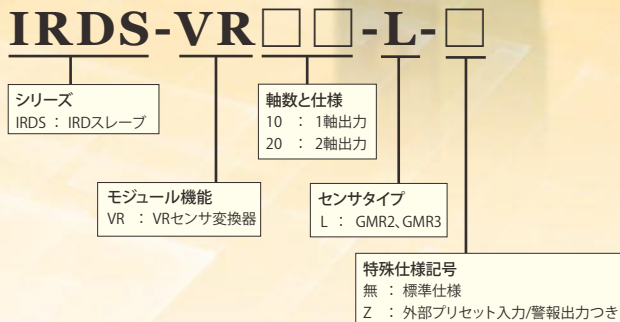 IRDS-VR□□-L-□
シリーズ
IRDS ： IRDスレーブ
軸数と仕様
10 ： 1軸出力
20 ： 2軸出力
モジュール機能
VR ： VRセンサ変換器
センサタイプ
L ： GMR2、GMR3
特殊仕様記号
無 ： 標準仕様
Z ： 外部プリセット入力/警報出力つき